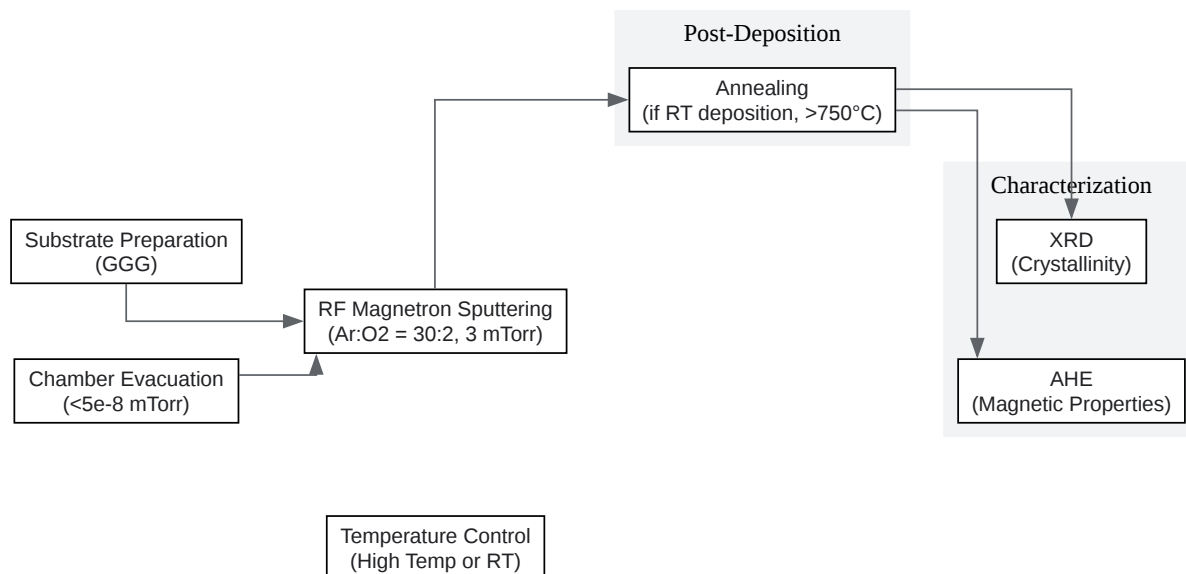 Post-Deposition
Annealing
(if RT deposition, >750°C)
Characterization
XRD
(Crystallinity)
Substrate Preparation
(GGG)
RF Magnetron Sputtering
(Ar:O2 = 30:2, 3 mTorr)
Chamber Evacuation
(<5e-8 mTorr)
AHE
(Magnetic Properties)
Temperature Control
(High Temp or RT)